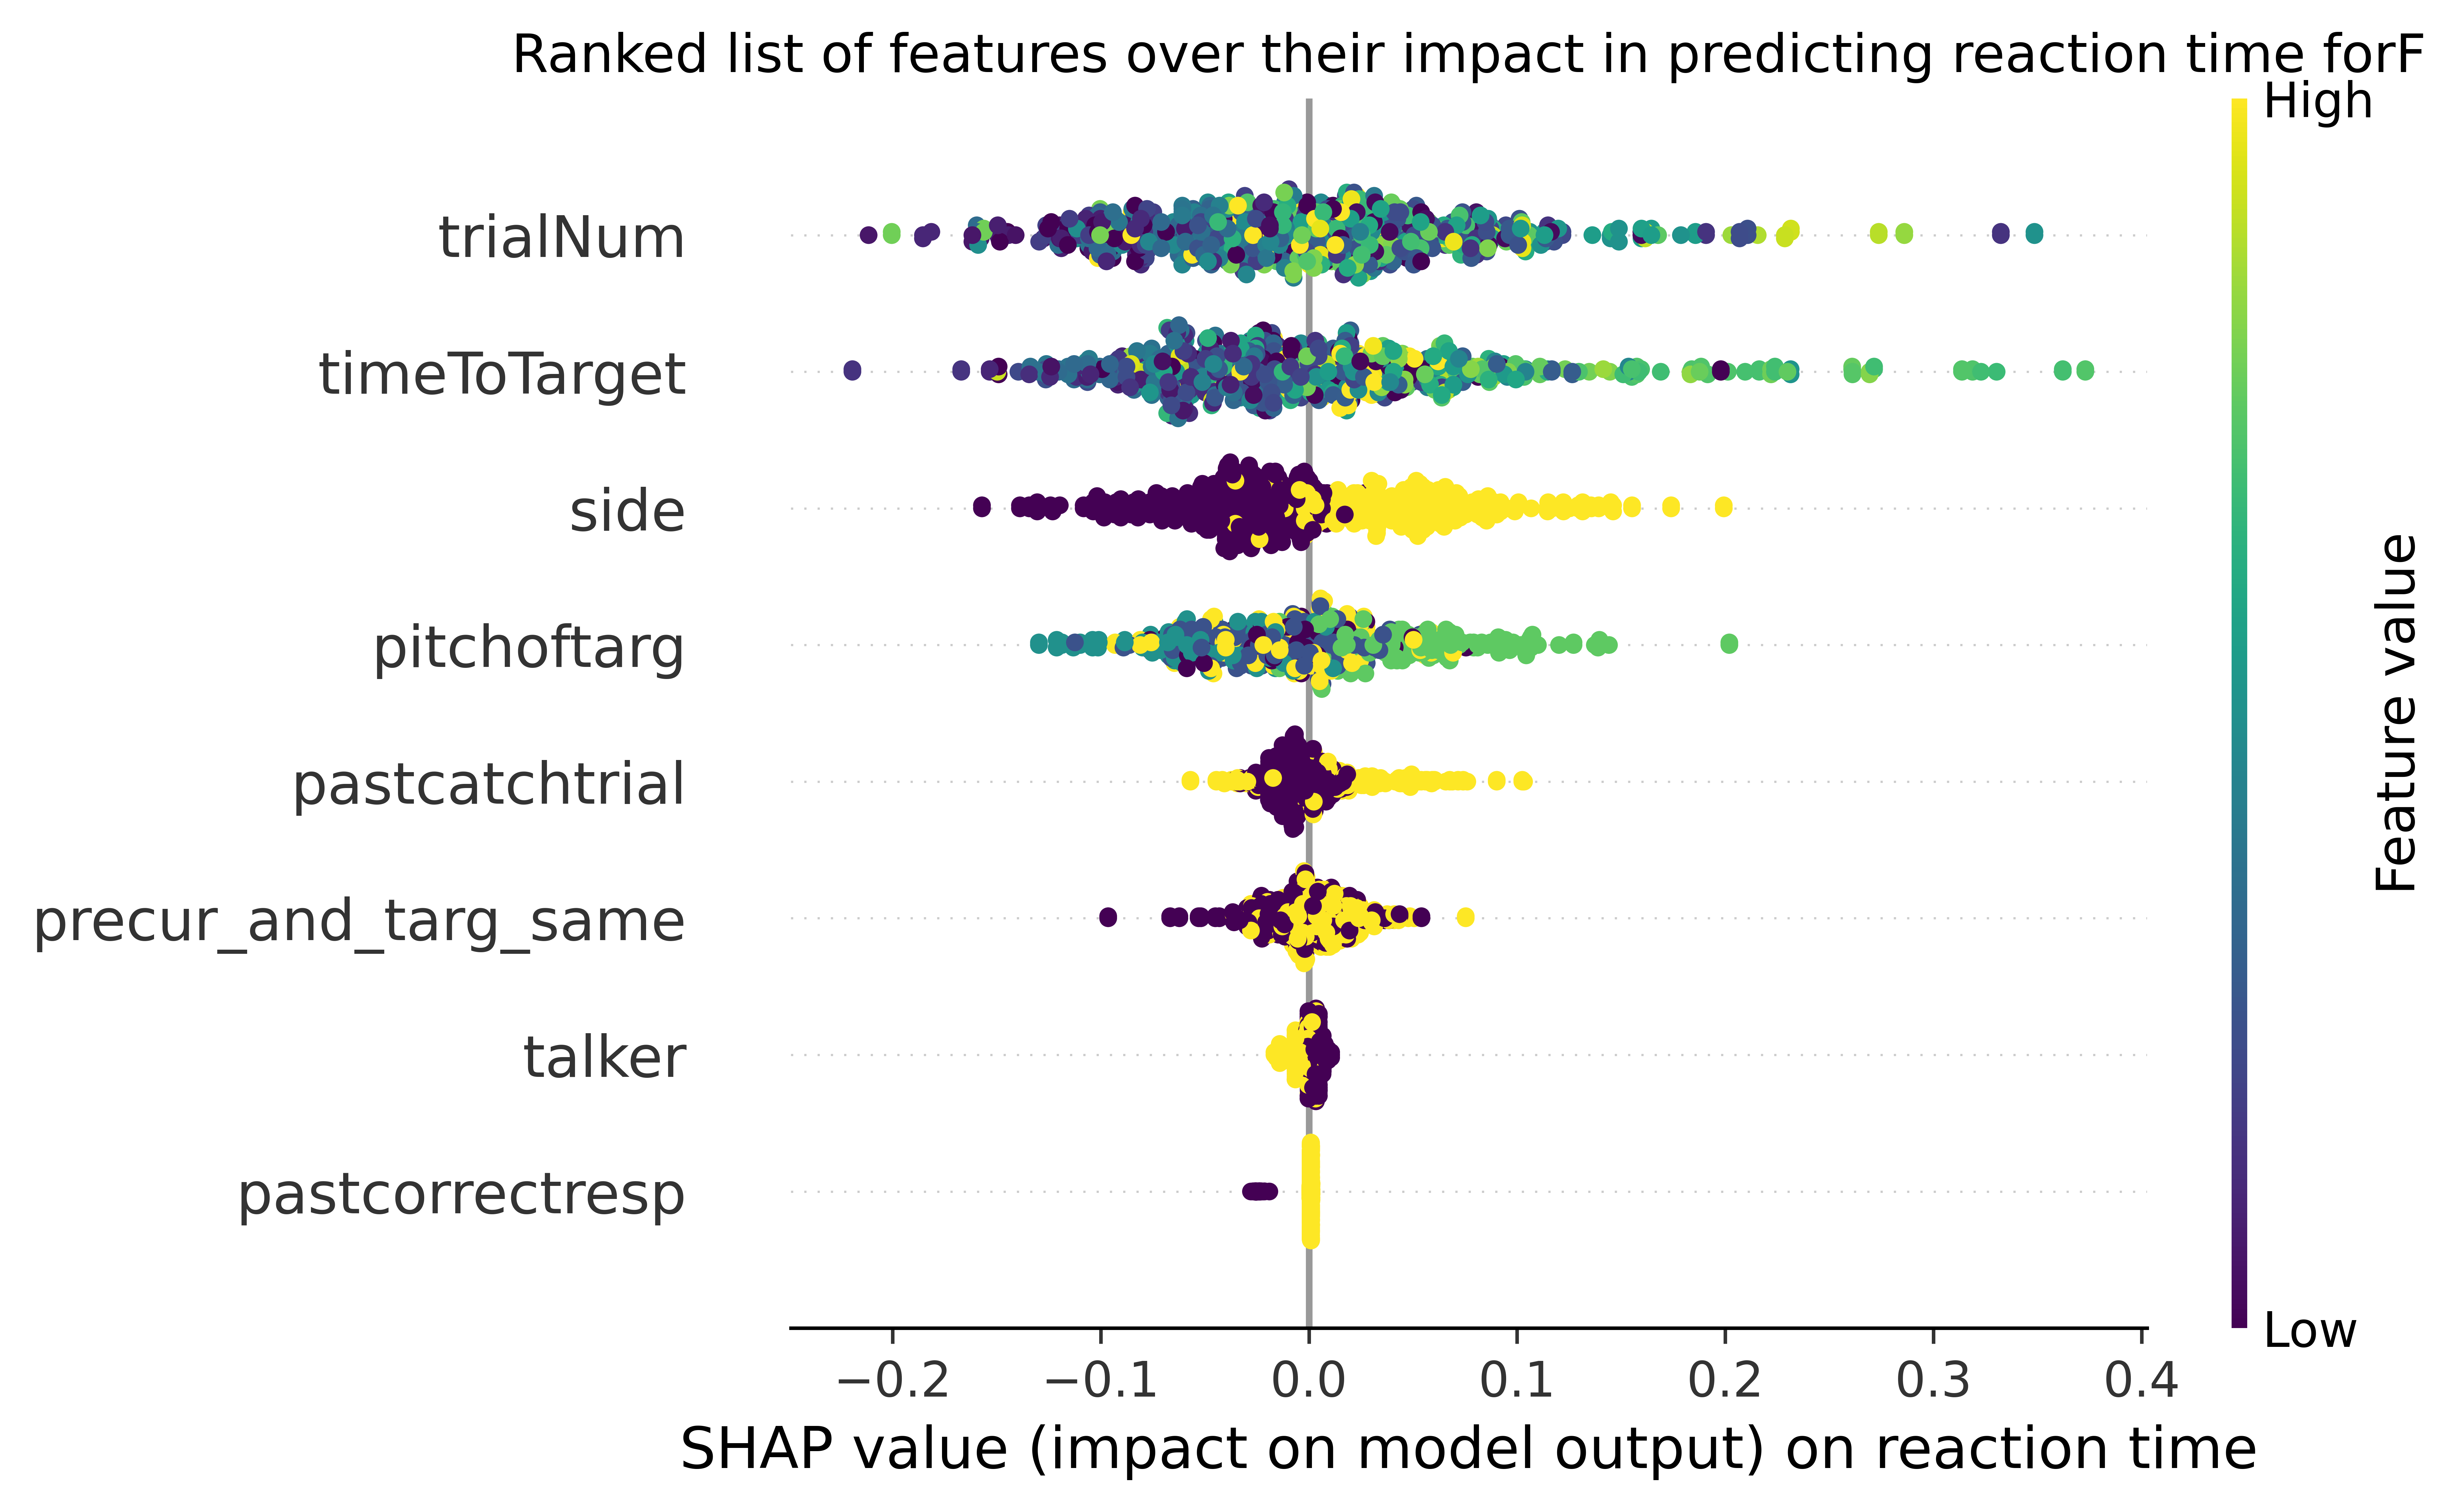 Ranked list of features over their impact in predicting reaction time forF
High
trialNum
timeToTarget
side
pitchoftarg
pastcatchtrial
precur_and_targ_same
talker
pastcorrectresp
Feature value
Low
−0.2 −0.1 0.0 0.1 0.2 0.3 0.4
SHAP value (impact on model output) on reaction time